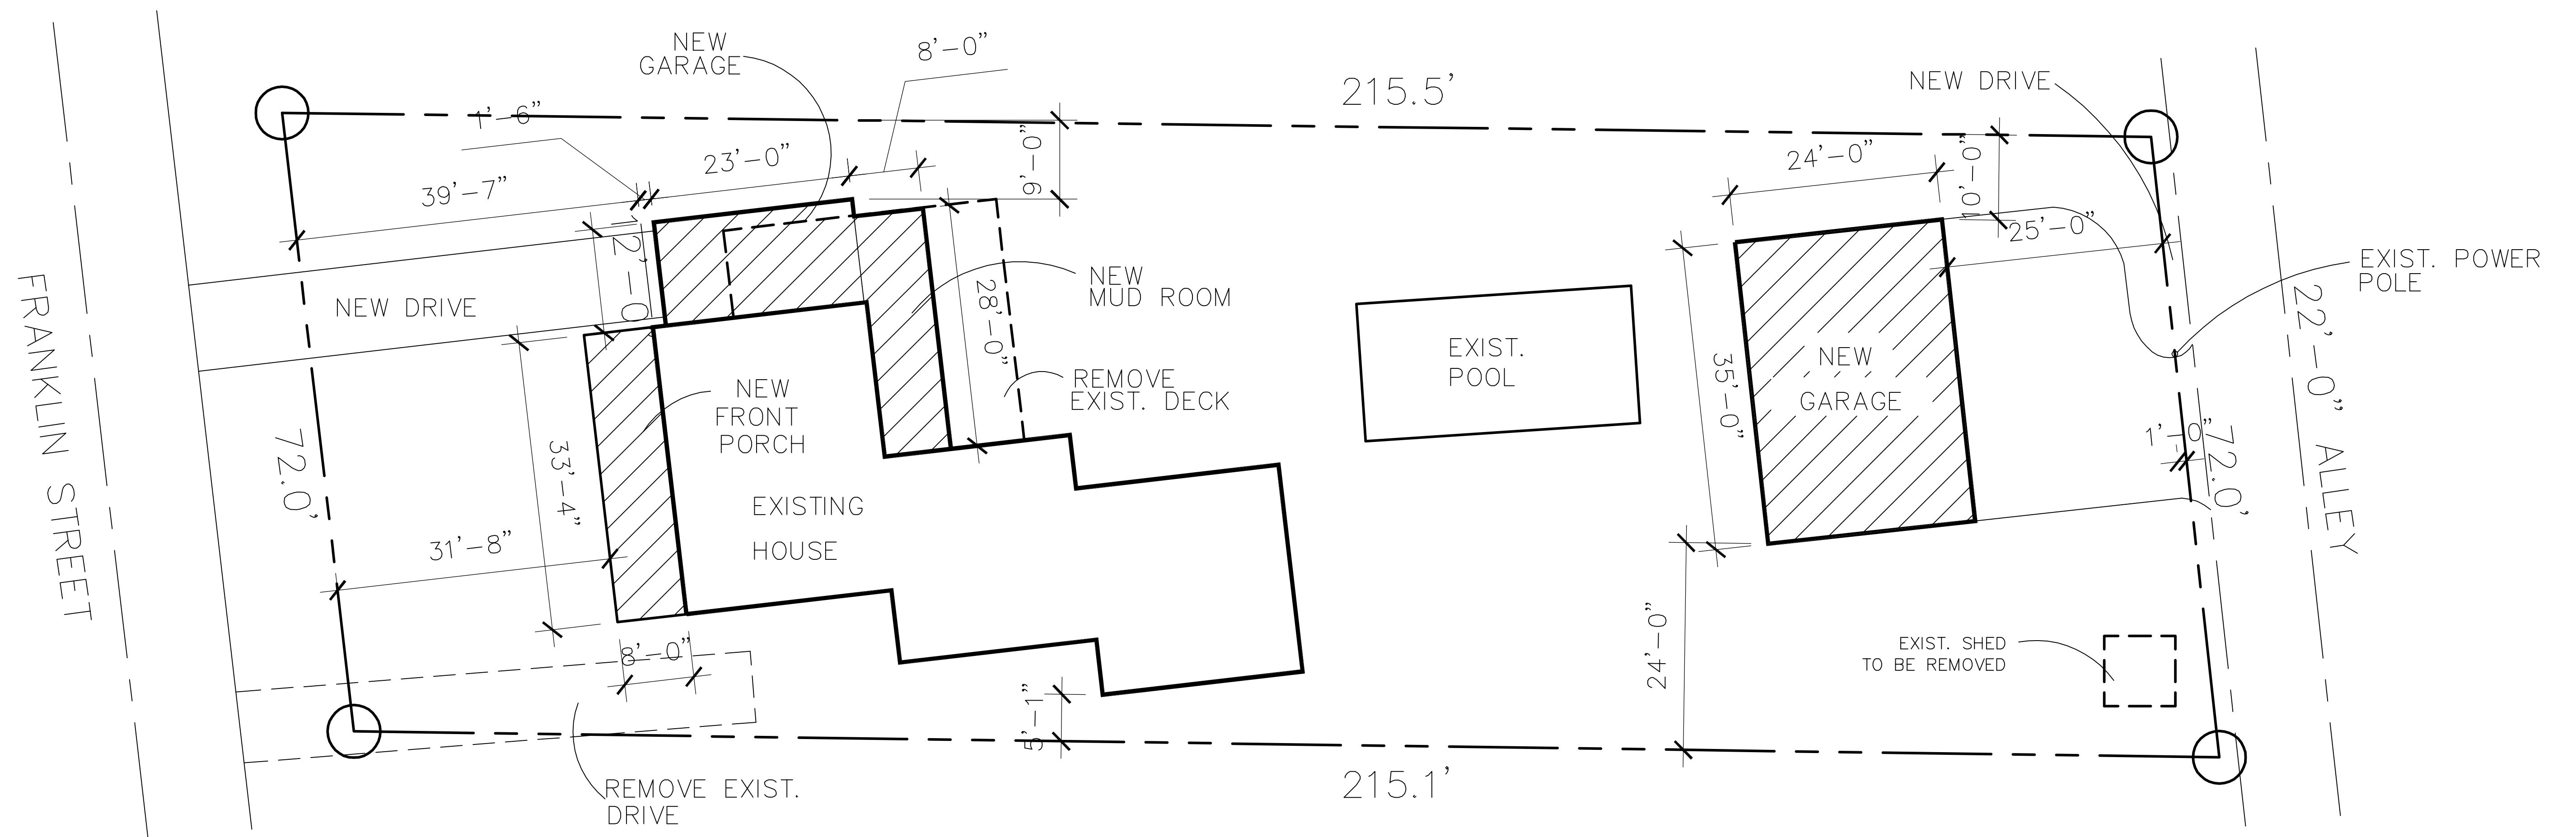 NEW
GARAGE
8'-0"
215.5'
NEW DRIVE
1'-6"
23'-0"
39'-7"
9'-0"
24'-0"
10'-0"
25'-0"
EXIST. POWER
POLE
12'-0"
NEW DRIVE
NEW
MUD ROOM
28'-0"
REMOVE
EXIST. DECK
EXIST.
POOL
35'-0"
NEW
GARAGE
22'-0" ALLEY
FRANKLIN STREET
72.0'
NEW
FRONT
PORCH
33'-4"
31'-8"
EXISTING
HOUSE
1'-0"
72.0'
8'-0"
5'-1"
24'-0"
EXIST. SHED
TO BE REMOVED
REMOVE EXIST.
DRIVE
215.1'